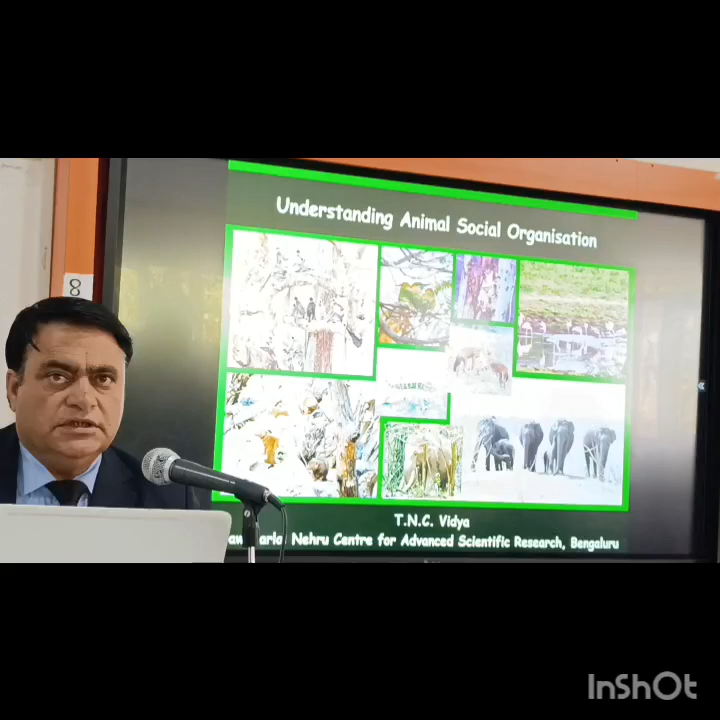 Understanding Animal Social Organisation
8
T.N.C. Vidya
Nehru Centre for Advanced Scientific Research, Bengaluru
InShOt